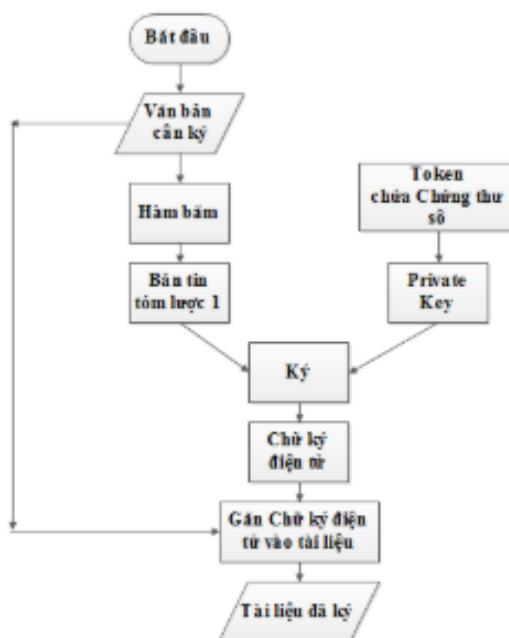 Bắt đầu
Văn bản
cần ký
Hàm băm
Bản tin
tóm lược 1
Token
chứa Chứng thư
số
Private
Key
Ký
Chữ ký
điện tử
Gắn Chữ ký điện
tử vào tài liệu
Tài liệu đã ký